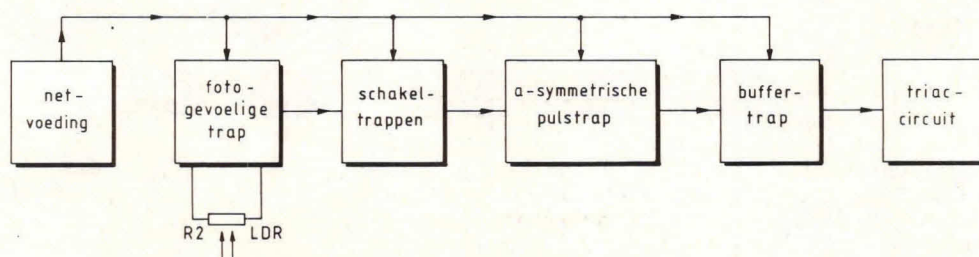 net-
voeding
foto-
gevoelige
trap
schakel-
trappen
a-symmetrische
pulstrap
buffer-
trap
triac-
circuit
R2 LDR